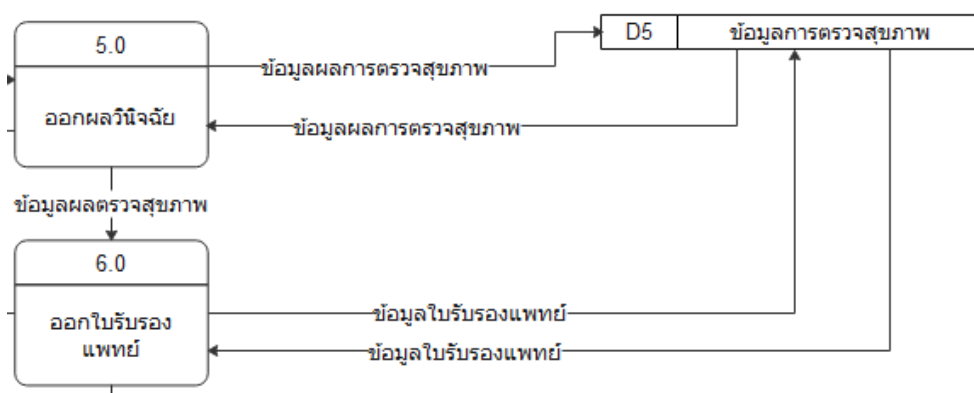 5.0
D5
ข้อมูลการตรวจสุขภาพ
ข้อมูลผลการตรวจสุขภาพ
ออกผลวินิจฉัย
ข้อมูลผลการตรวจสุขภาพ
ข้อมูลผลตรวจสุขภาพ
6.0
ออกใบรับรอง
แพทย์
ข้อมูลใบรับรองแพทย์
ข้อมูลใบรับรองแพทย์